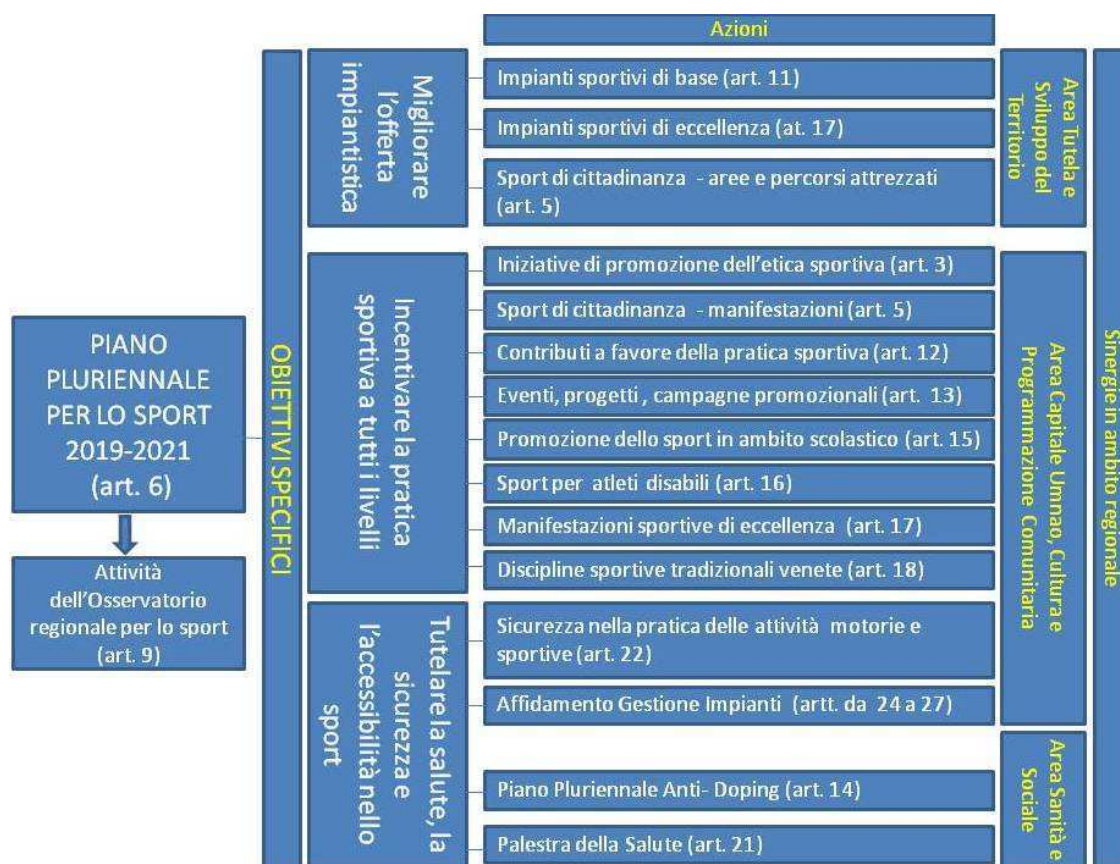 Azioni
PIANO
PLURIENNALE
PER LO SPORT
2019-2021
(art. 6)
Attività
dell'Osservatorio
regionale per lo sport
(art. 9)
OBIETTIVI SPECIFICI
Migliorare
l'offerta
impiantistica
Impianti sportivi di base (art. 11)
Impianti sportivi di eccellenza (at. 17)
Sport di cittadinanza - aree e percorsi attrezzati
(art. 5)
Area Tutela e
Sviluppo del
Territorio
Incentivare la pratica
sportiva a tutti i livelli
Iniziative di promozione dell'etica sportiva (art. 3)
Sport di cittadinanza - manifestazioni (art. 5)
Contributi a favore della pratica sportiva (art. 12)
Eventi, progetti , campagne promozionali (art. 13)
Promozione dello sport in ambito scolastico (art. 15)
Sport per atleti disabili (art. 16)
Manifestazioni sportive di eccellenza (art. 17)
Discipline sportive tradizionali venete (art. 18)
Area Capitale Umnao, Cultura e
Programmazione Comunitaria
Tutelare la salute, la
sicurezza e
l'accessibilità nello
sport
Sicurezza nella pratica delle attività motorie e
sportive (art. 22)
Affidamento Gestione Impianti (artt. da 24 a 27)
Piano Pluriennale Anti- Doping (art. 14)
Palestra della Salute (art. 21)
Area Sanità e
Sociale
Sinergie in ambito regionale